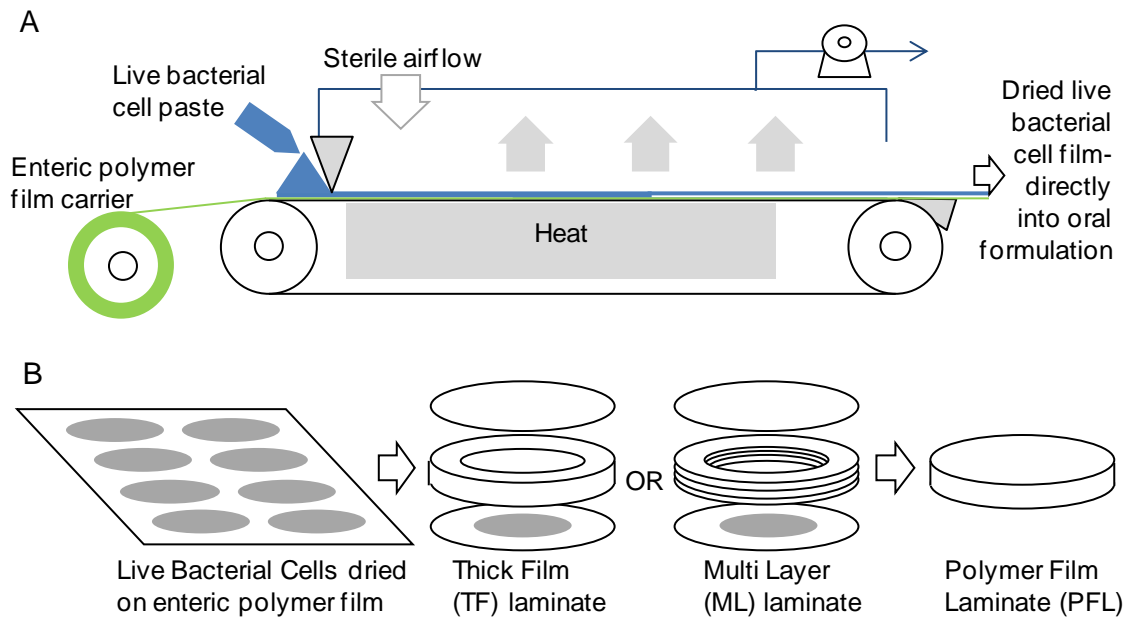 A
Sterile airflow
Live bacterial
cell paste
Enteric polymer
film carrier
Heat
Dried live
bacterial
cell film-
directly
into oral
formulation
B
OR
Live Bacterial Cells dried
on enteric polymer film
Thick Film
(TF) laminate
Multi Layer
(ML) laminate
Polymer Film
Laminate (PFL)